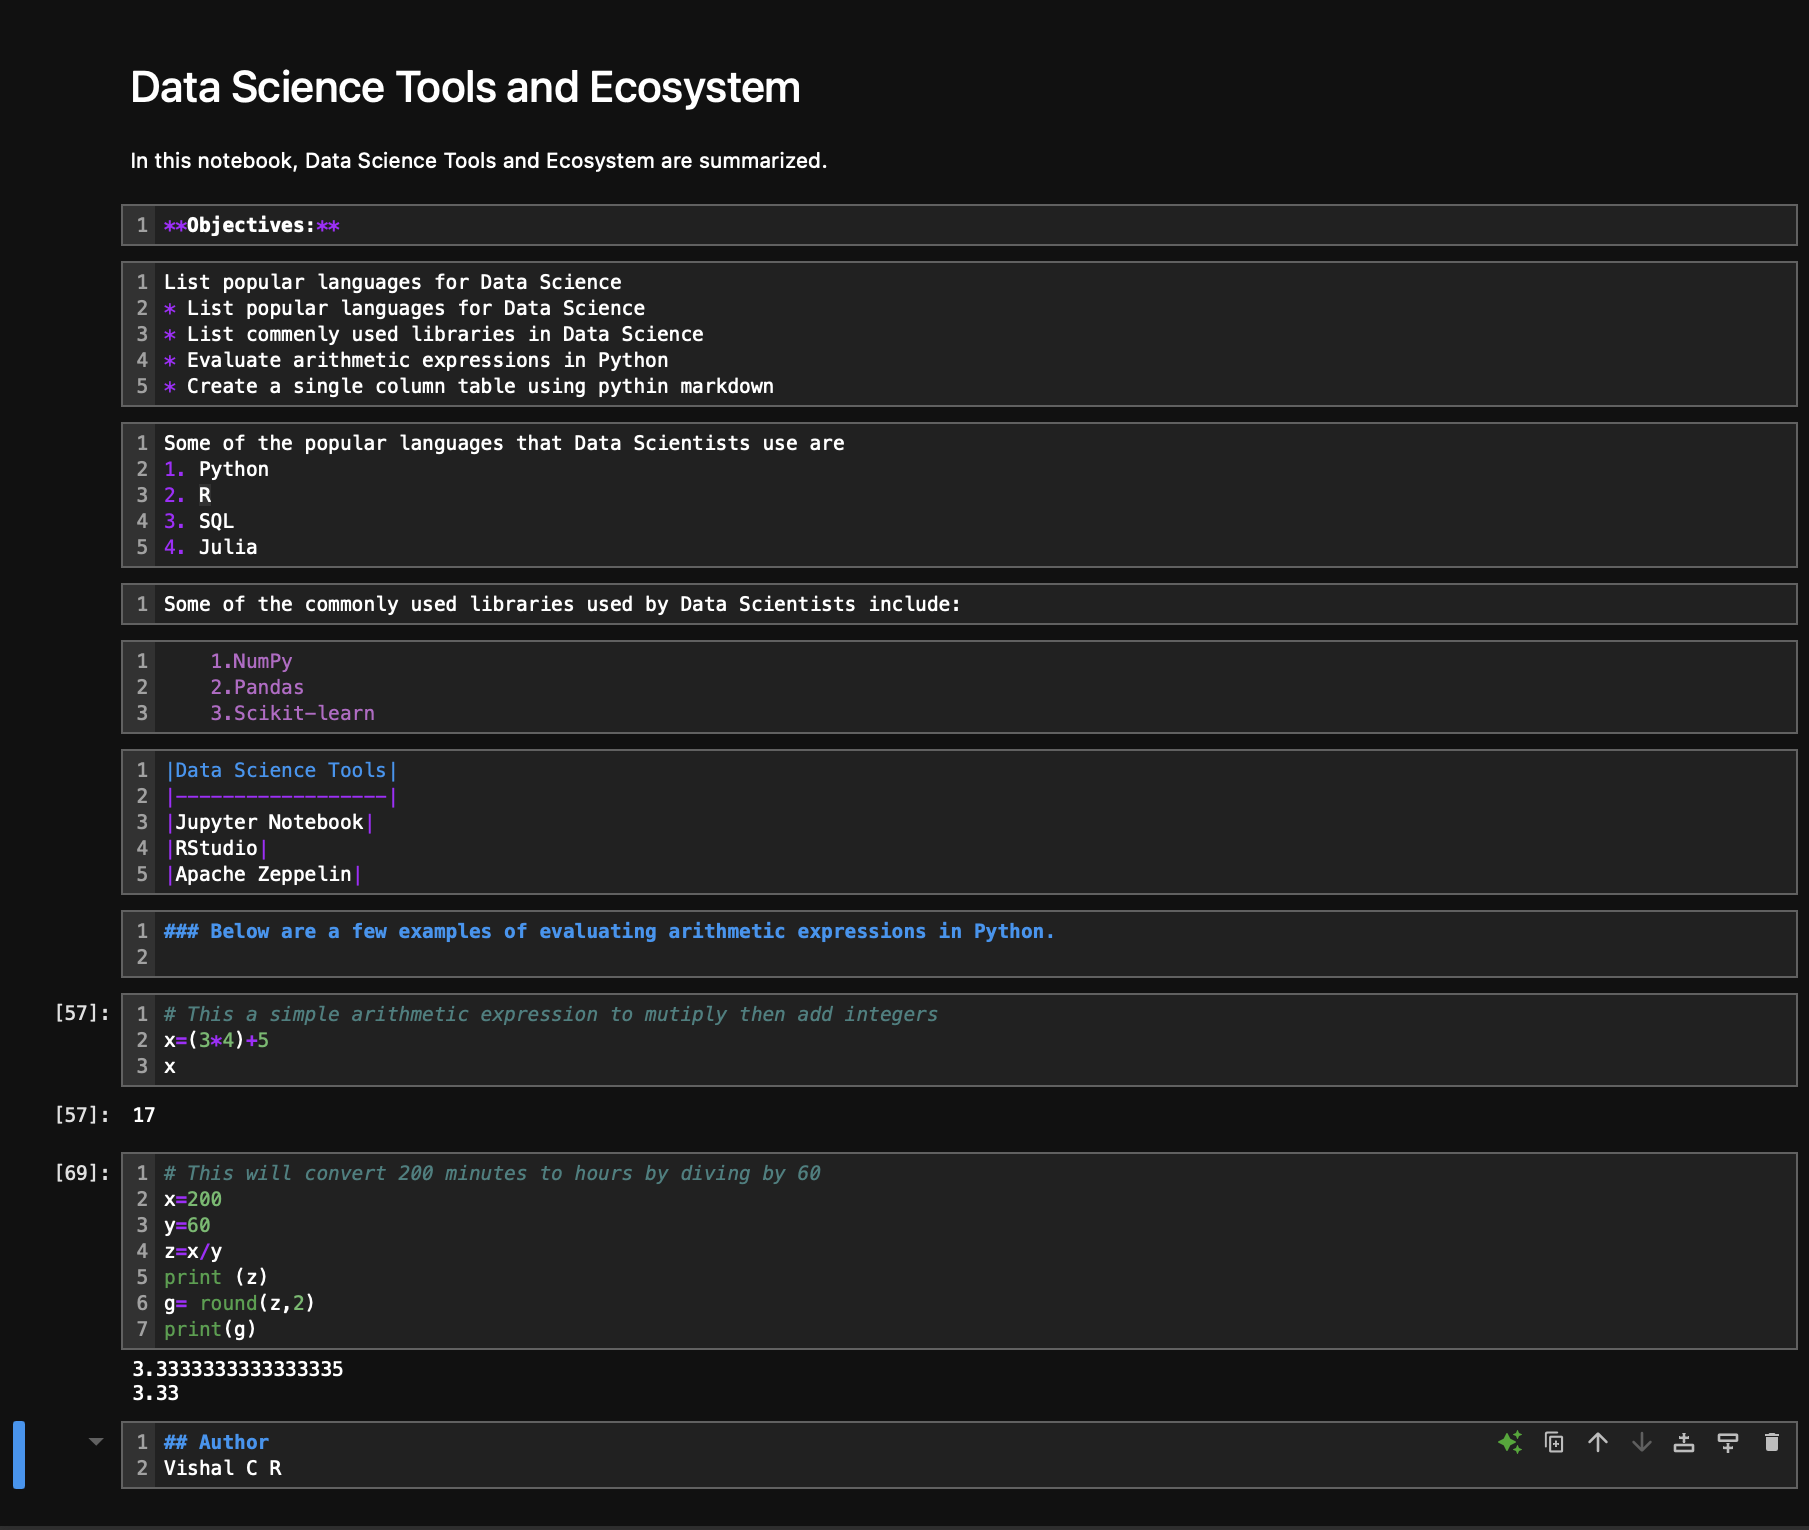 Data Science Tools and Ecosystem
In this notebook, Data Science Tools and Ecosystem are summarized.
1 **Objectives:**
1 List popular languages for Data Science
2 * List popular languages for Data Science
3 * List commenly used libraries in Data Science
4 * Evaluate arithmetic expressions in Python
5 * Create a single column table using pythin markdown
1 Some of the popular languages that Data Scientists use are
2 1. Python
3 2. R
4 3. SQL
5 4. Julia
1 Some of the commonly used libraries used by Data Scientists include:
1     1.NumPy
2     2.Pandas
3     3.Scikit-learn
1 |Data Science Tools|
2 |------------------|
3 |Jupyter Notebook|
4 |RStudio|
5 |Apache Zeppelin|
1 ### Below are a few examples of evaluating arithmetic expressions in Python.
2
[57]: 1 # This a simple arithmetic expression to mutiply then add integers
2 x=(3*4)+5
3 x
[57]: 17
[69]: 1 # This will convert 200 minutes to hours by diving by 60
2 x=200
3 y=60
4 z=x/y
5 print (z)
6 g= round(z,2)
7 print(g)
3.3333333333333335
3.33
1 ## Author
2 Vishal C R